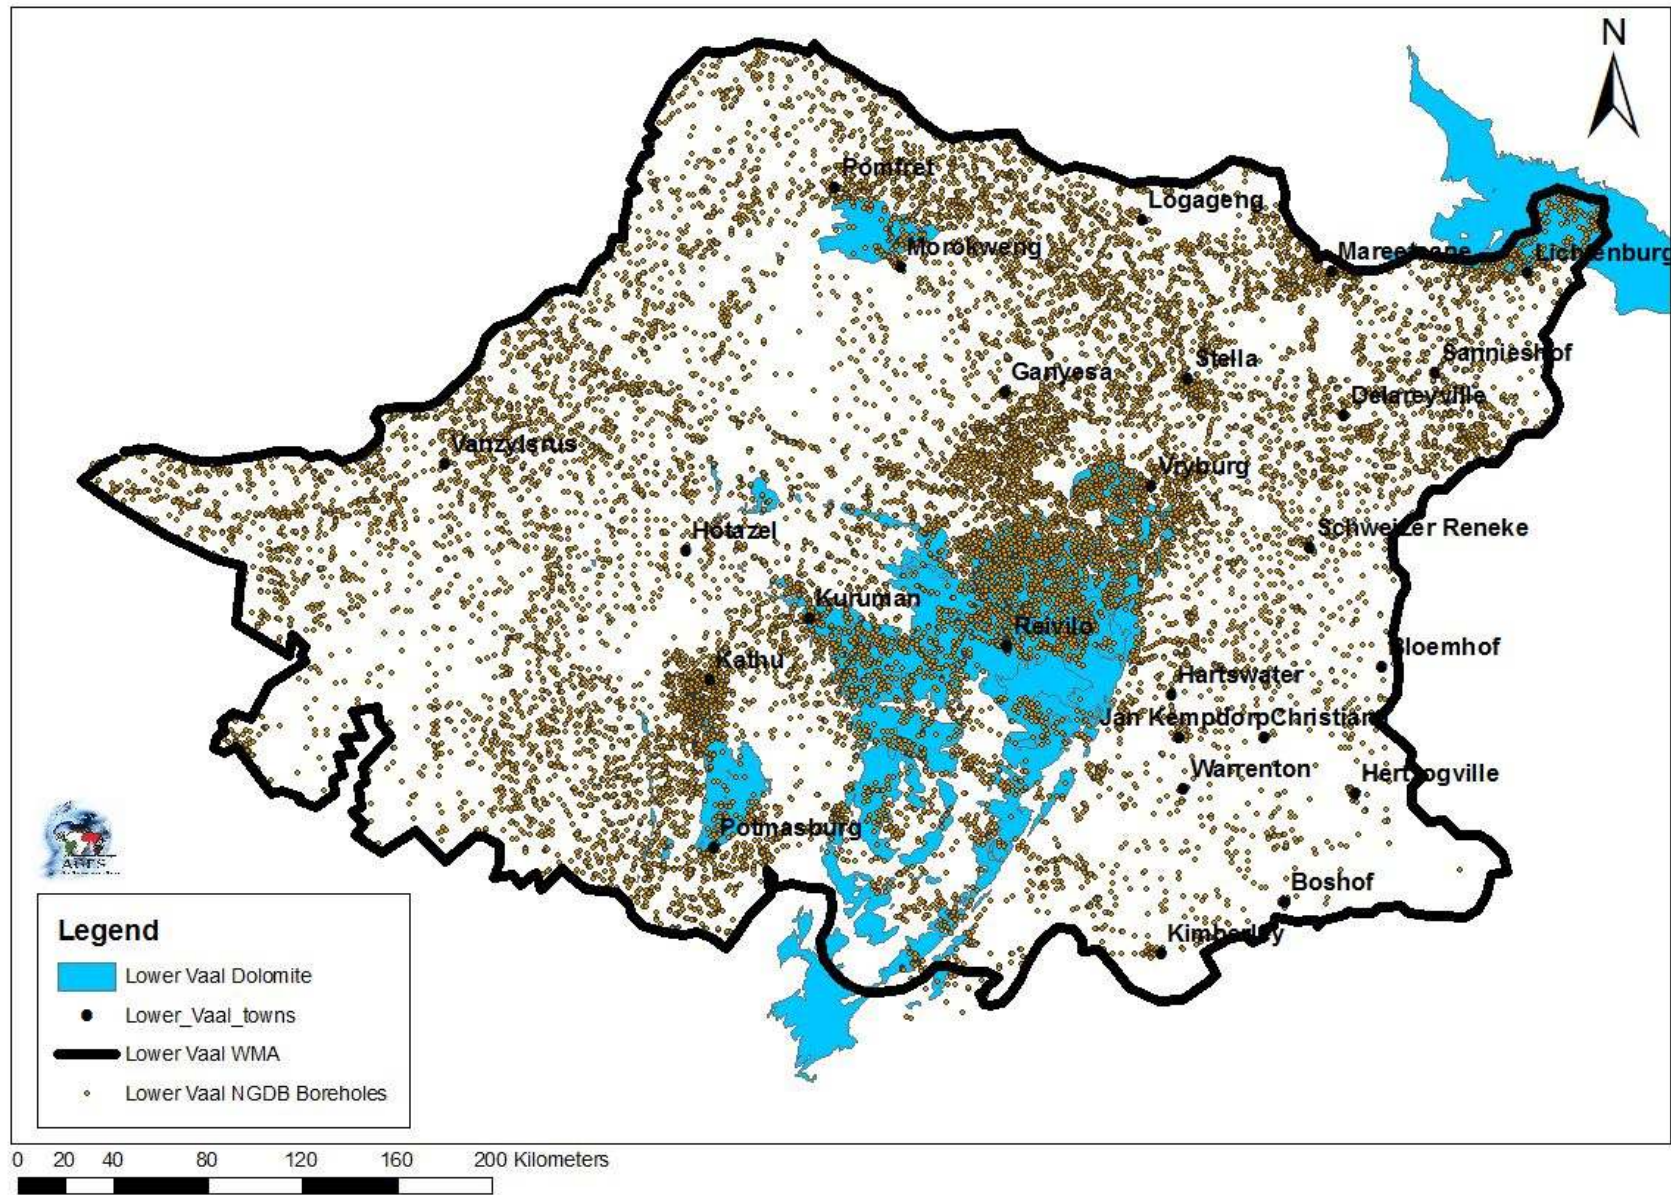 N
Pomfret
Logageng
Morokweng
Mareetsane
Lichtenburg
Sannieshof
Stella
Ganyesa
Delareyville
Vanzylsrus
Vryburg
Schweizer Reneke
Hotazel
Kuruman
Reivilo
Bloemhof
Kathu
Hartswater
Jan Kempdorp
Christiana
Warrenton
Hertzogville
Potmasburg
Boshof
Kimberley
AGES
Legend
Lower Vaal Dolomite
Lower_Vaal_towns
Lower Vaal WMA
Lower Vaal NGDB Boreholes
0 20 40 80 120 160 200 Kilometers